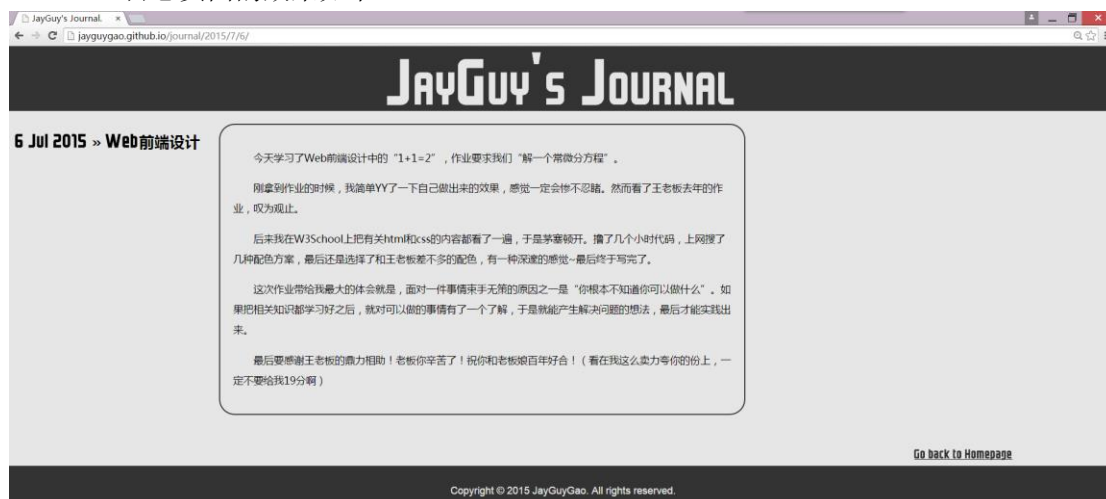 JayGuy's Journal.
jayguygao.github.io/journal/2015/7/6/
JayGuy's Journal
6 Jul 2015 » Web前端设计
今天学习了Web前端设计中的“1+1=2”，作业要求我们“解一个常微分方程”。
刚拿到作业的时候，我简单YY了一下自己做出来的效果，感觉一定会惨不忍睹。然而看了王老板去年的作
业，叹为观止。
后来我在W3School上把有关html和css的内容都看了一遍，于是茅塞顿开。撸了几个小时代码，上网搜了
几种配色方案，最后还是选择了和王老板差不多的配色，有一种深邃的感觉~最后终于写完了。
这次作业带给我最大的体会就是，面对一件事情束手无策的原因之一是“你根本不知道你可以做什么”。如
果把相关知识都学习好之后，就对可以做的事情有了一个了解，于是就能产生解决问题的想法，最后才能实践出
来。
最后要感谢王老板的鼎力相助！老板你辛苦了！祝你和老板娘百年好合！（看在我这么卖力夸你的份上，一
定不要给我19分啊）
Go back to Homepage
Copyright © 2015 JayGuyGao. All rights reserved.